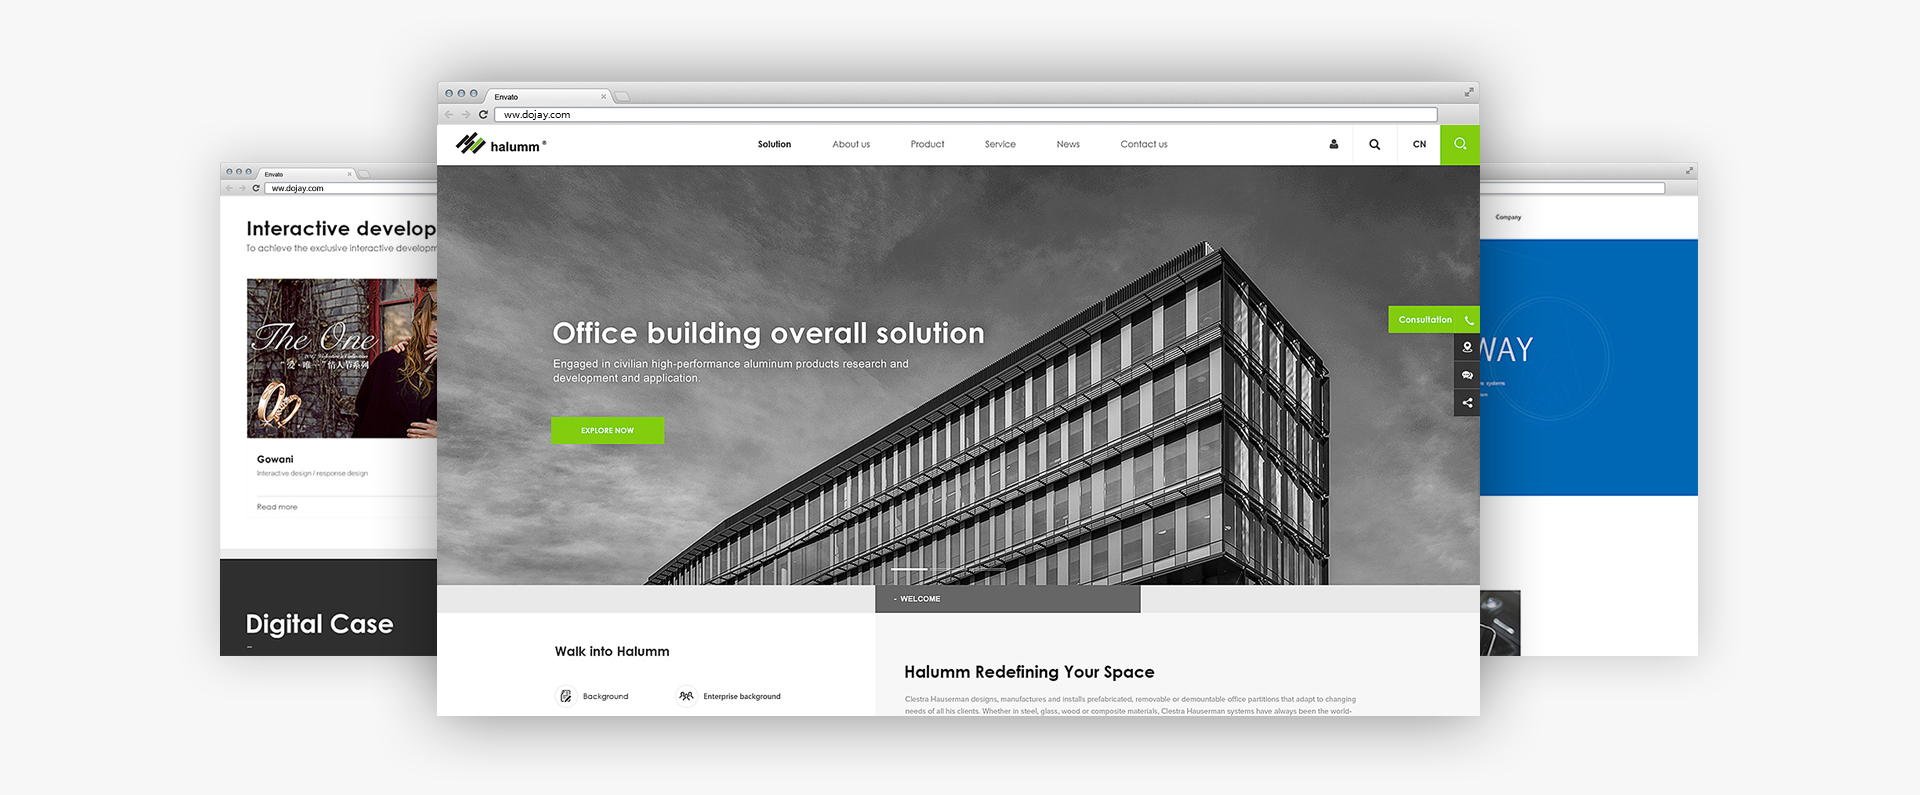 Envato
ww.dojay.com
halumm ®
Solution
About us
Product
Service
News
Contact us
CN
Office building overall solution
Engaged in civilian high-performance aluminum products research and
development and application.
EXPLORE NOW
Consultation
- WELCOME
Walk into Halumm
Background
Enterprise background
Halumm Redefining Your Space
Clestra Hauserman designs, manufactures and installs prefabricated, removable or demountable office partitions that adapt to changing
needs of all his clients. Whether in steel, glass, wood or composite materials, Clestra Hauserman systems have always been the world-
Envato
ww.dojay.com
Interactive develop
To achieve the exclusive interactive developm
The One
“爱·唯一”情人节系列
Gowani
Interactive design / response design
Read more
Digital Case
Company
WAY
systems